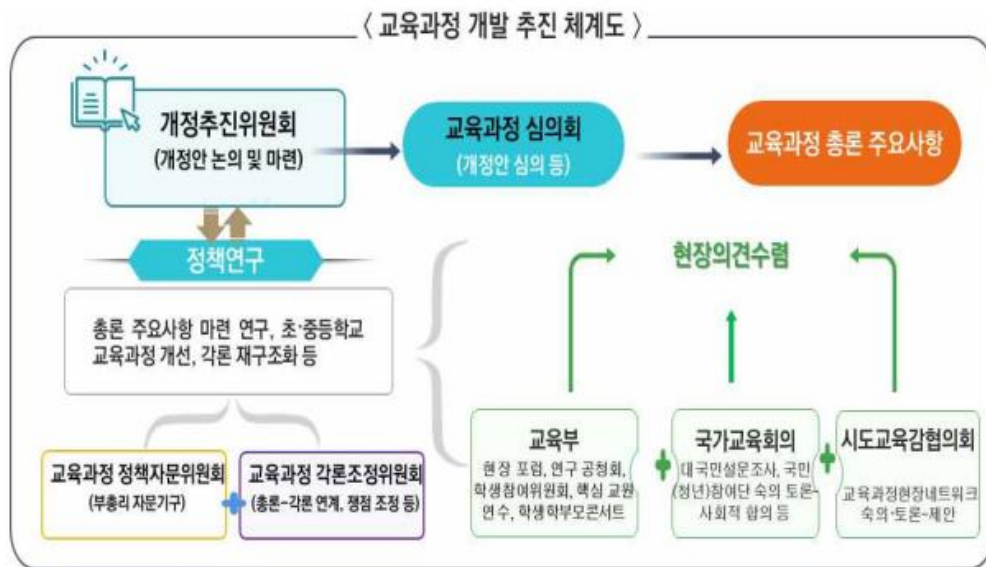 〈 교육과정 개발 추진 체계도 〉
개정추진위원회
(개정안 논의 및 마련)
교육과정 심의회
(개정안 심의 등)
교육과정 총론 주요사항
정책연구
현장의견수렴
총론 주요사항 마련 연구, 초·중등학교
교육과정 개선, 각론 재구조화 등
교육과정 정책자문위원회
(부총리 자문기구)
교육과정 각론조정위원회
(총론-각론 연계, 쟁점 조정 등)
교육부
현장 포럼, 연구 공청회,
학생참여위원회, 핵심 교원
연수, 학생학부모콘서트
국가교육회의
대국민설문조사, 국민
(청년)참여단 숙의 토론-
사회적 합의 등
시도교육감협의회
교육과정현장네트워크
숙의·토론-제안